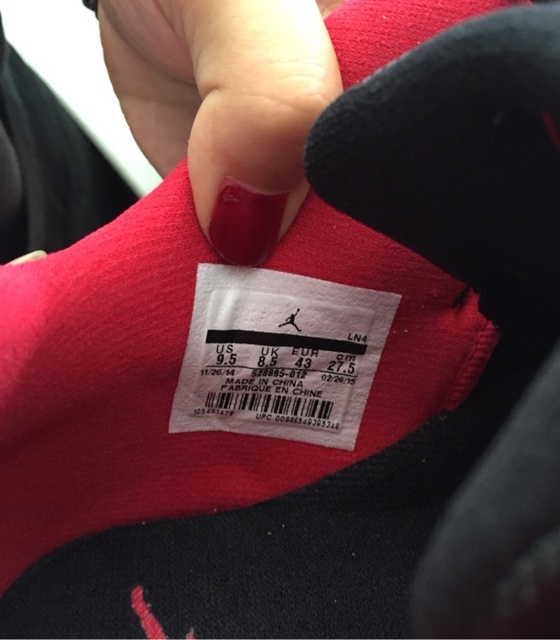 LN4
US UK EUR cm
9.5 8.5 43 27.5
11/26/14 528895-012 02/26/15
MADE IN CHINA
FABRIQUE EN CHINE
UPC 00886549395346